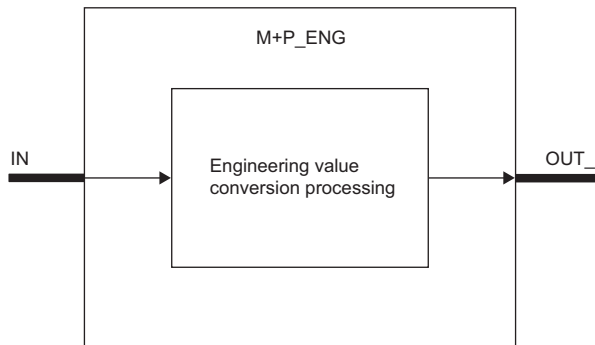 M+P_ENG
IN
Engineering value
conversion processing
OUT_